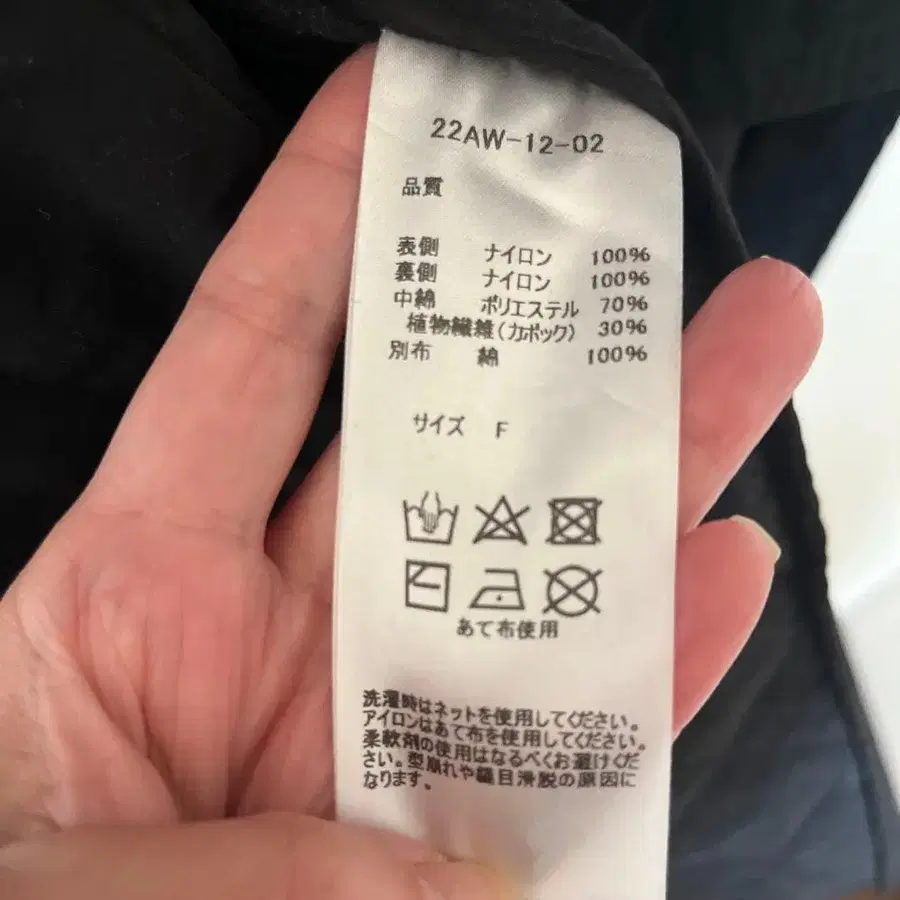 22AW-12-02
品質
表側 ナイロン 100%
裏側 ナイロン 100%
中綿 ポリエステル 70%
植物繊維(カポック) 30%
別布 綿 100%
サイズ F
あて布使用
洗濯時はネットを使用してください。
アイロンはあて布を使用してください。
柔軟剤の使用はなるべくお避けくだ
さい。型崩れや縫目滑脱の原因に
なります。